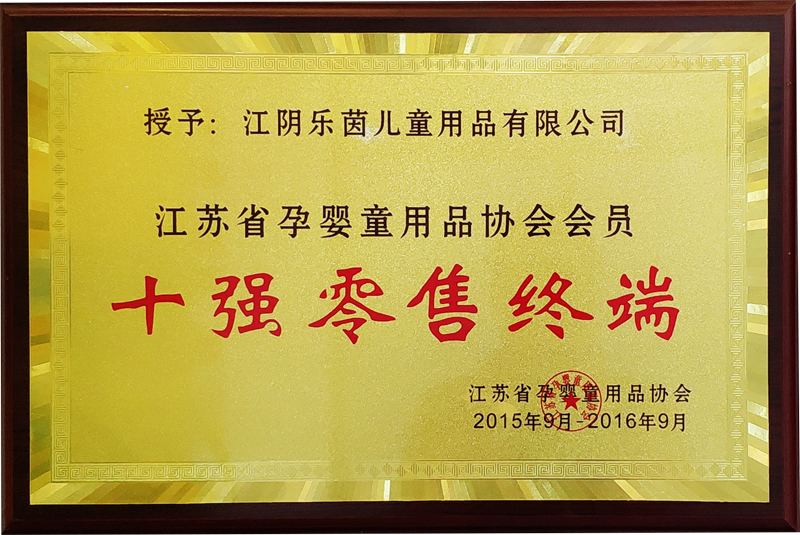 授予：江阴乐茵儿童用品有限公司
江苏省孕婴童用品协会会员
十强零售终端
江苏省孕婴童用品协会
2015年9月-2016年9月